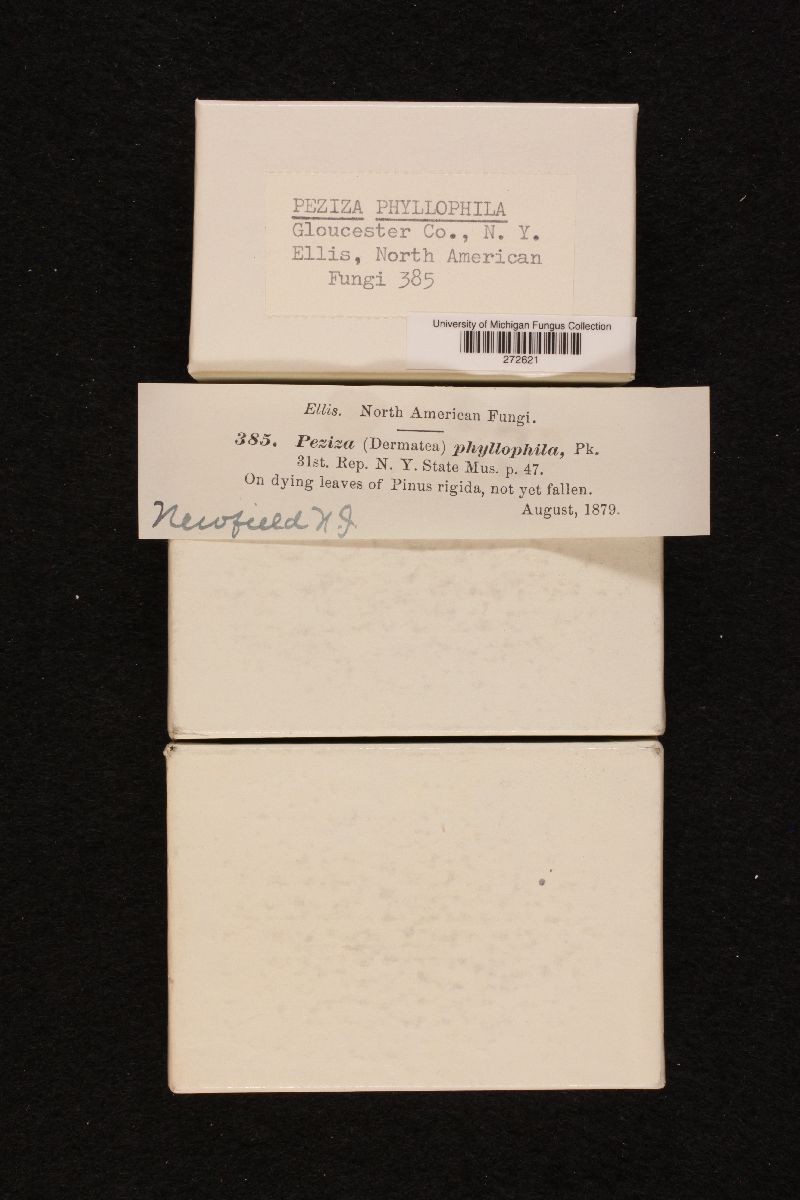 PEZIZA PHYLLOPHILA
Gloucester Co., N. Y.
Ellis, North American
Fungi 385
University of Michigan Fungus Collection
272621
Ellis. North American Fungi.
385. Peziza (Dermatea) phyllophila, Pk.
31st. Rep. N. Y. State Mus. p. 47.
On dying leaves of Pinus rigida, not yet fallen.
August, 1879.
Newfield N.J.